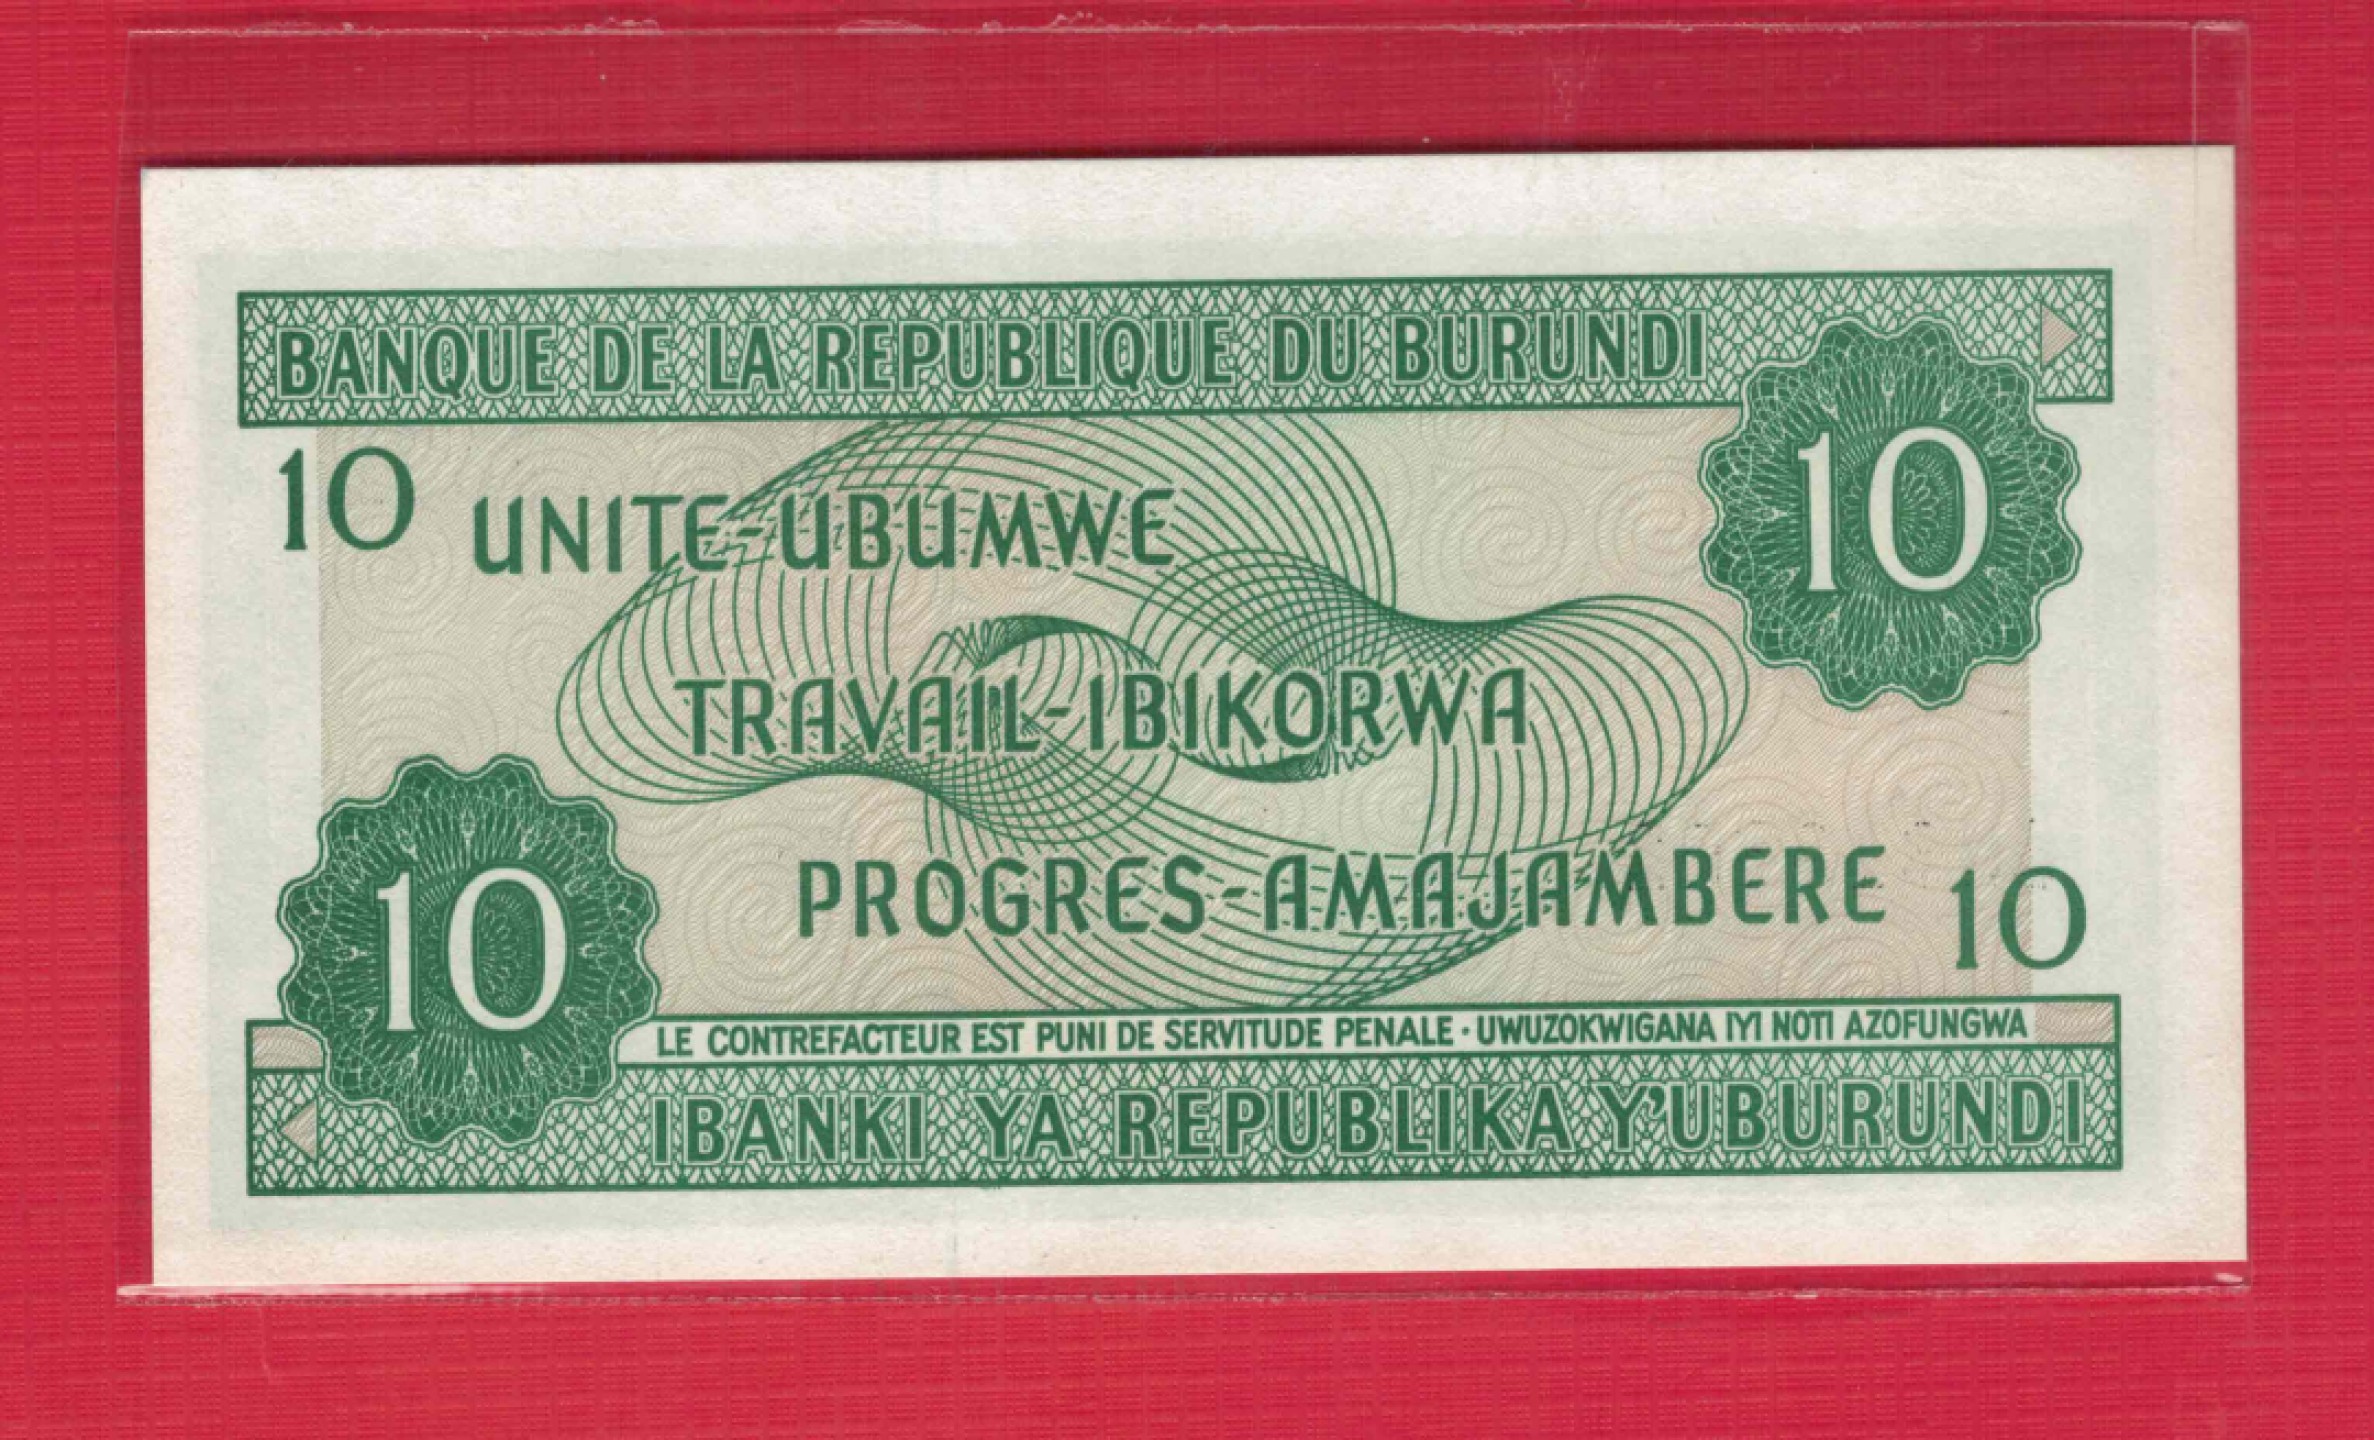 BANQUE DE LA REPUBLIQUE DU BURUNDI
10
10
UNITE-UBUMWE
TRAVAIL-IBIKORWA
PROGRES-AMAJAMBERE
10
10
LE CONTREFACTEUR EST PUNI DE SERVITUDE PENALE · UWUZOKWIGANA IYI NOTI AZOFUNGWA
IBANKI YA REPUBLIKA Y'UBURUNDI